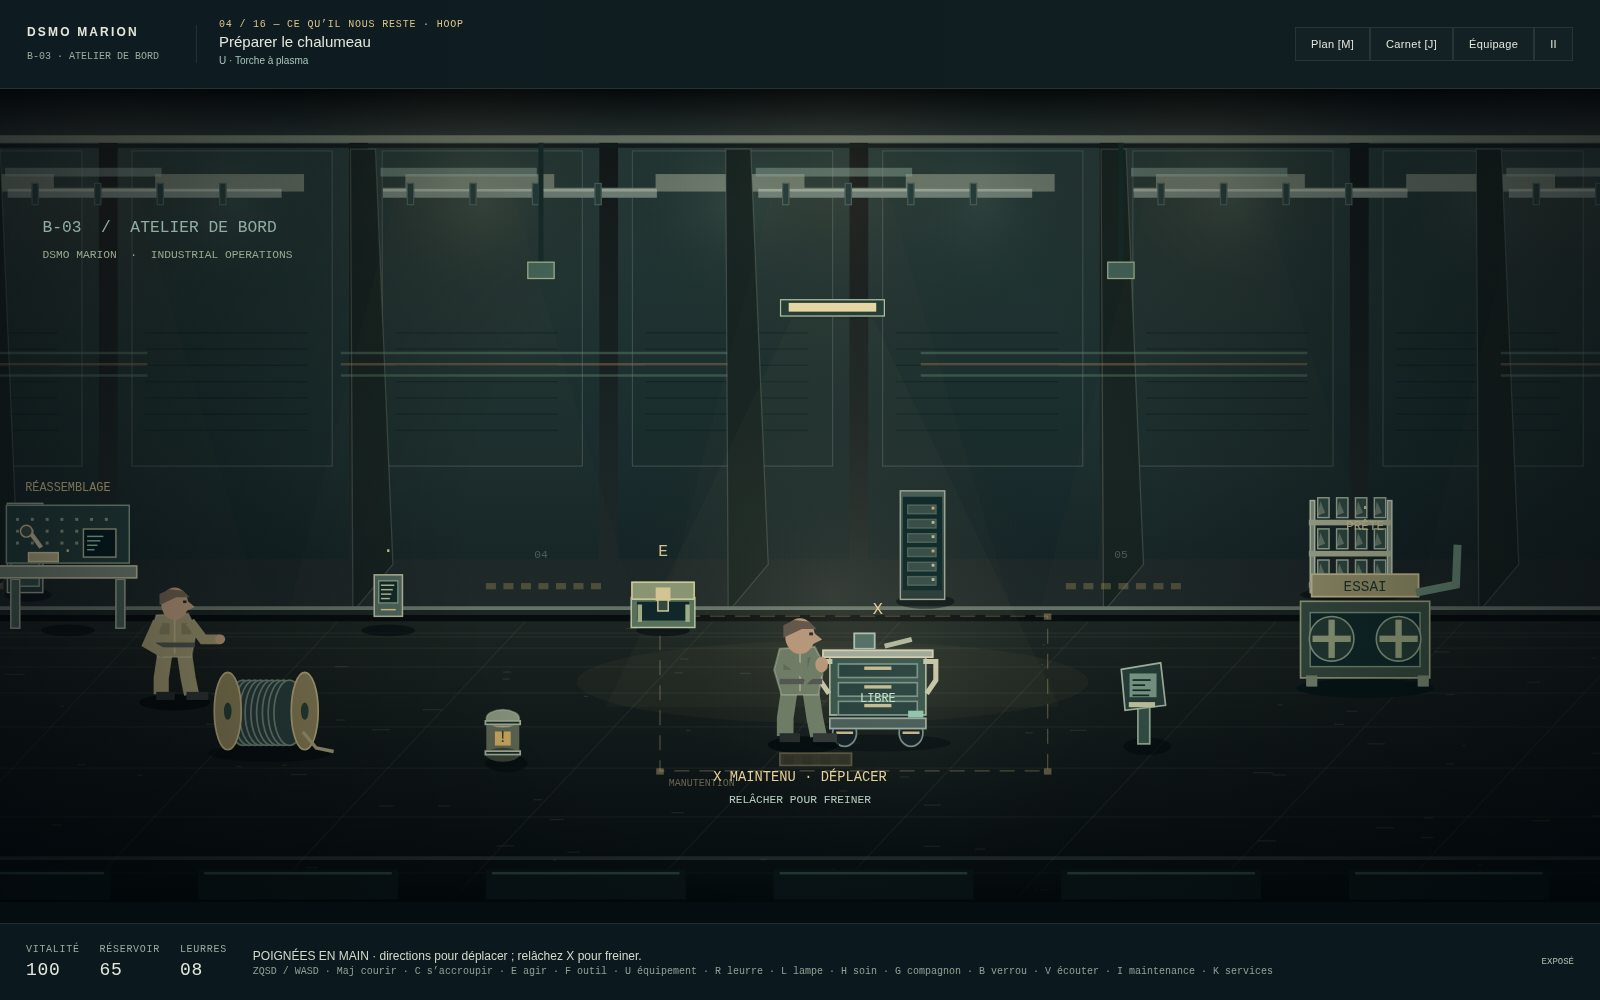 DSMO MARION
B-03 · ATELIER DE BORD
04 / 16 — CE QU’IL NOUS RESTE · HOOP
Préparer le chalumeau
U · Torche à plasma
Plan [M]
Carnet [J]
Équipage
II
B-03 / ATELIER DE BORD
DSMO MARION · INDUSTRIAL OPERATIONS
RÉASSEMBLAGE
E
04
05
PRÊTE
ESSAI
X
LIBRE
!
X MAINTENU · DÉPLACER
MANUTENTION
RELÂCHER POUR FREINER
VITALITÉ
100
RÉSERVOIR
65
LEURRES
08
POIGNÉES EN MAIN · directions pour déplacer ; relâchez X pour freiner.
ZQSD / WASD · Maj courir · C s’accroupir · E agir · F outil · U équipement · R leurre · L lampe · H soin · G compagnon · B verrou · V écouter · I maintenance · K services
EXPOSÉ